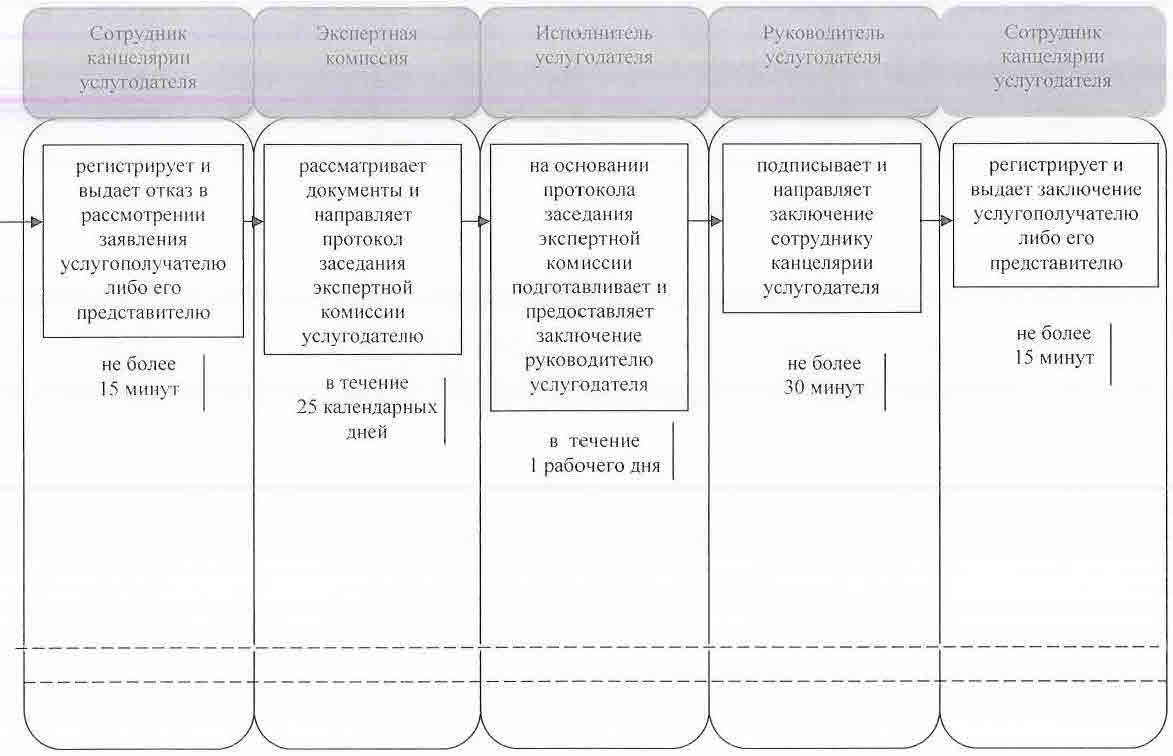 Сотрудник
канцелярии
услугодателя
Экспертная
комиссия
Исполнитель
услугодателя
Руководитель
услугодателя
Сотрудник
канцелярии
услугодателя
регистрирует и
выдает отказ в
рассмотрении
заявления
услугополучателю
либо его
представителю
не более
15 минут
рассматривает
документы и
направляет
протокол
заседания
экспертной
комиссии
услугодателю
в течение
25 календарных
дней
на основании
протокола
заседания
экспертной
комиссии
подготавливает и
предоставляет
заключение
руководителю
услугодателя
в течение
1 рабочего дня
подписывает и
направляет
заключение
сотруднику
канцелярии
услугодателя
не более
30 минут
регистрирует и
выдает заключение
услугополучателю
либо его
представителю
не более
15 минут